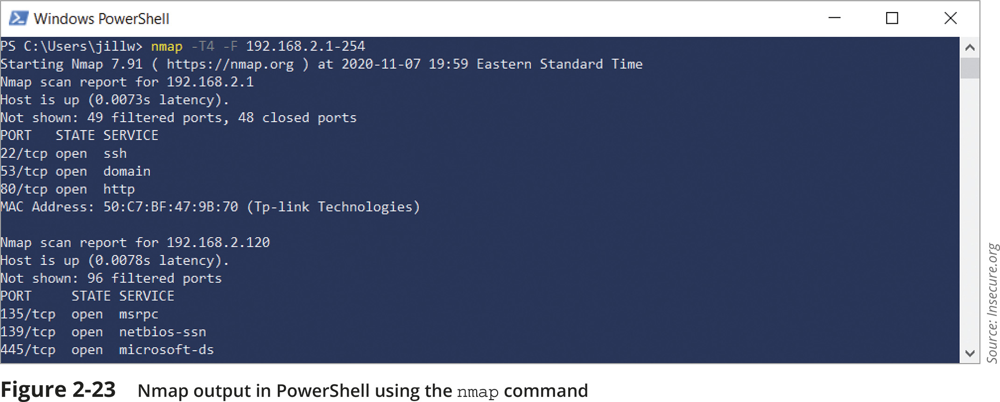 Windows PowerShell
PS C:\Users\jillw> nmap -T4 -F 192.168.2.1-254
Starting Nmap 7.91 ( https://nmap.org ) at 2020-11-07 19:59 Eastern Standard Time
Nmap scan report for 192.168.2.1
Host is up (0.0073s latency).
Not shown: 49 filtered ports, 48 closed ports
PORT   STATE SERVICE
22/tcp open  ssh
53/tcp open  domain
80/tcp open  http
MAC Address: 50:C7:BF:47:9B:70 (Tp-link Technologies)
Nmap scan report for 192.168.2.120
Host is up (0.0078s latency).
Not shown: 96 filtered ports
PORT     STATE SERVICE
135/tcp  open  msrpc
139/tcp  open  netbios-ssn
445/tcp  open  microsoft-ds
Source: Insecure.org
Figure 2-23 Nmap output in PowerShell using the nmap command